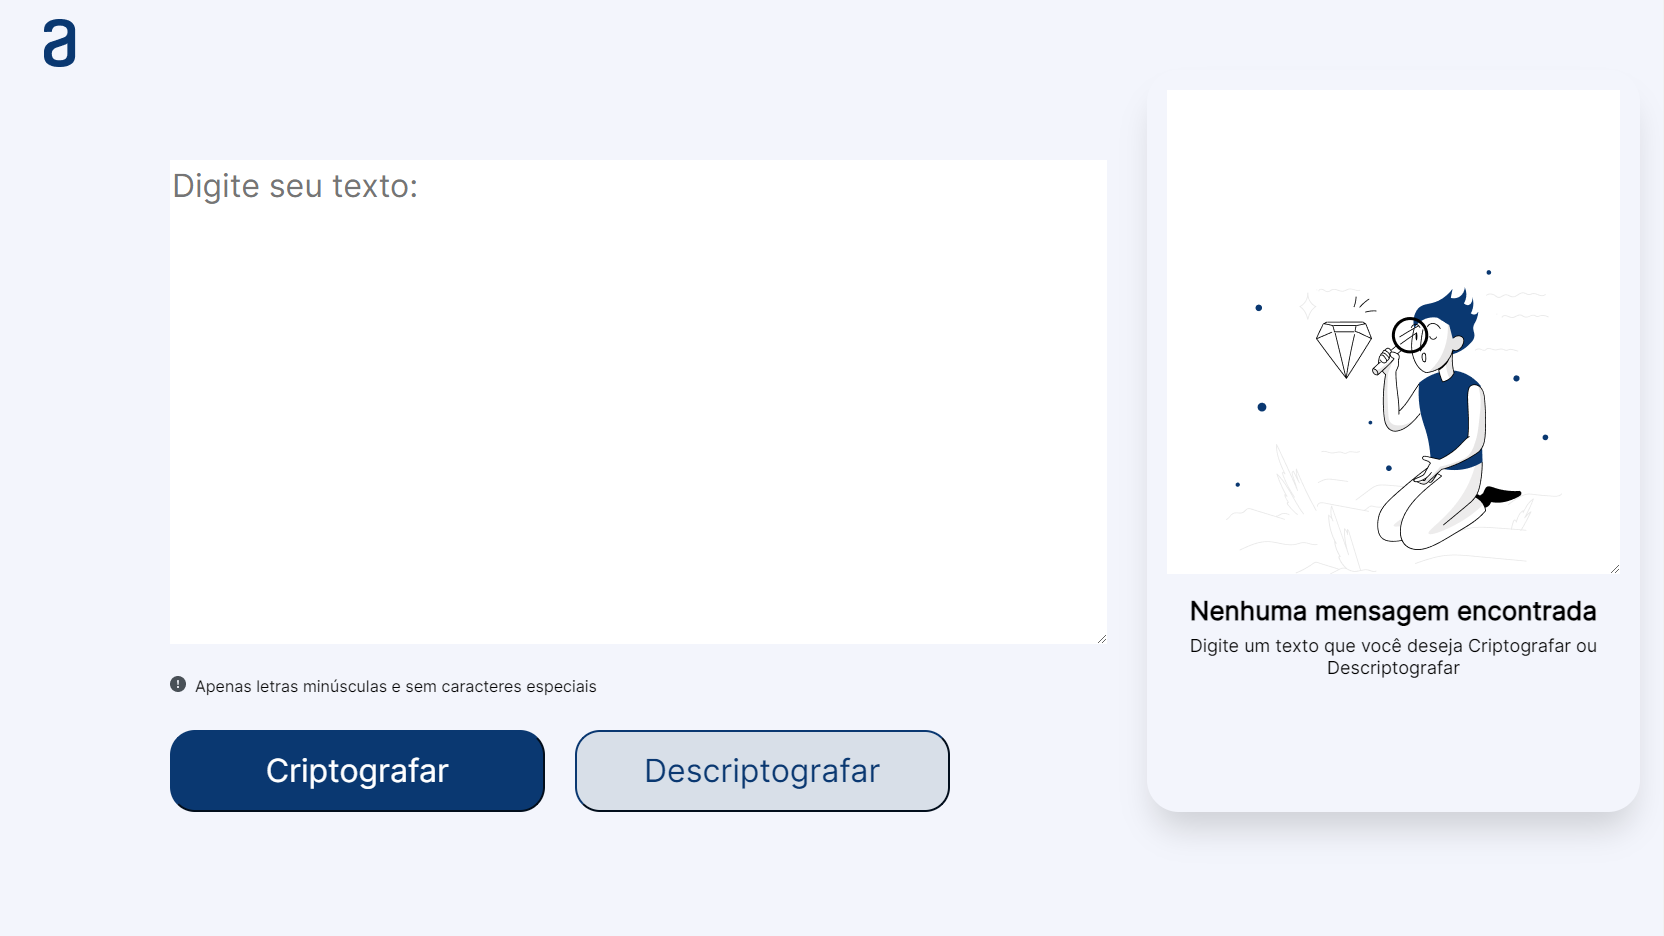 a
Digite seu texto:
Apenas letras minúsculas e sem caracteres especiais
Criptografar
Descriptografar
Nenhuma mensagem encontrada
Digite um texto que você deseja Criptografar ou
Descriptografar